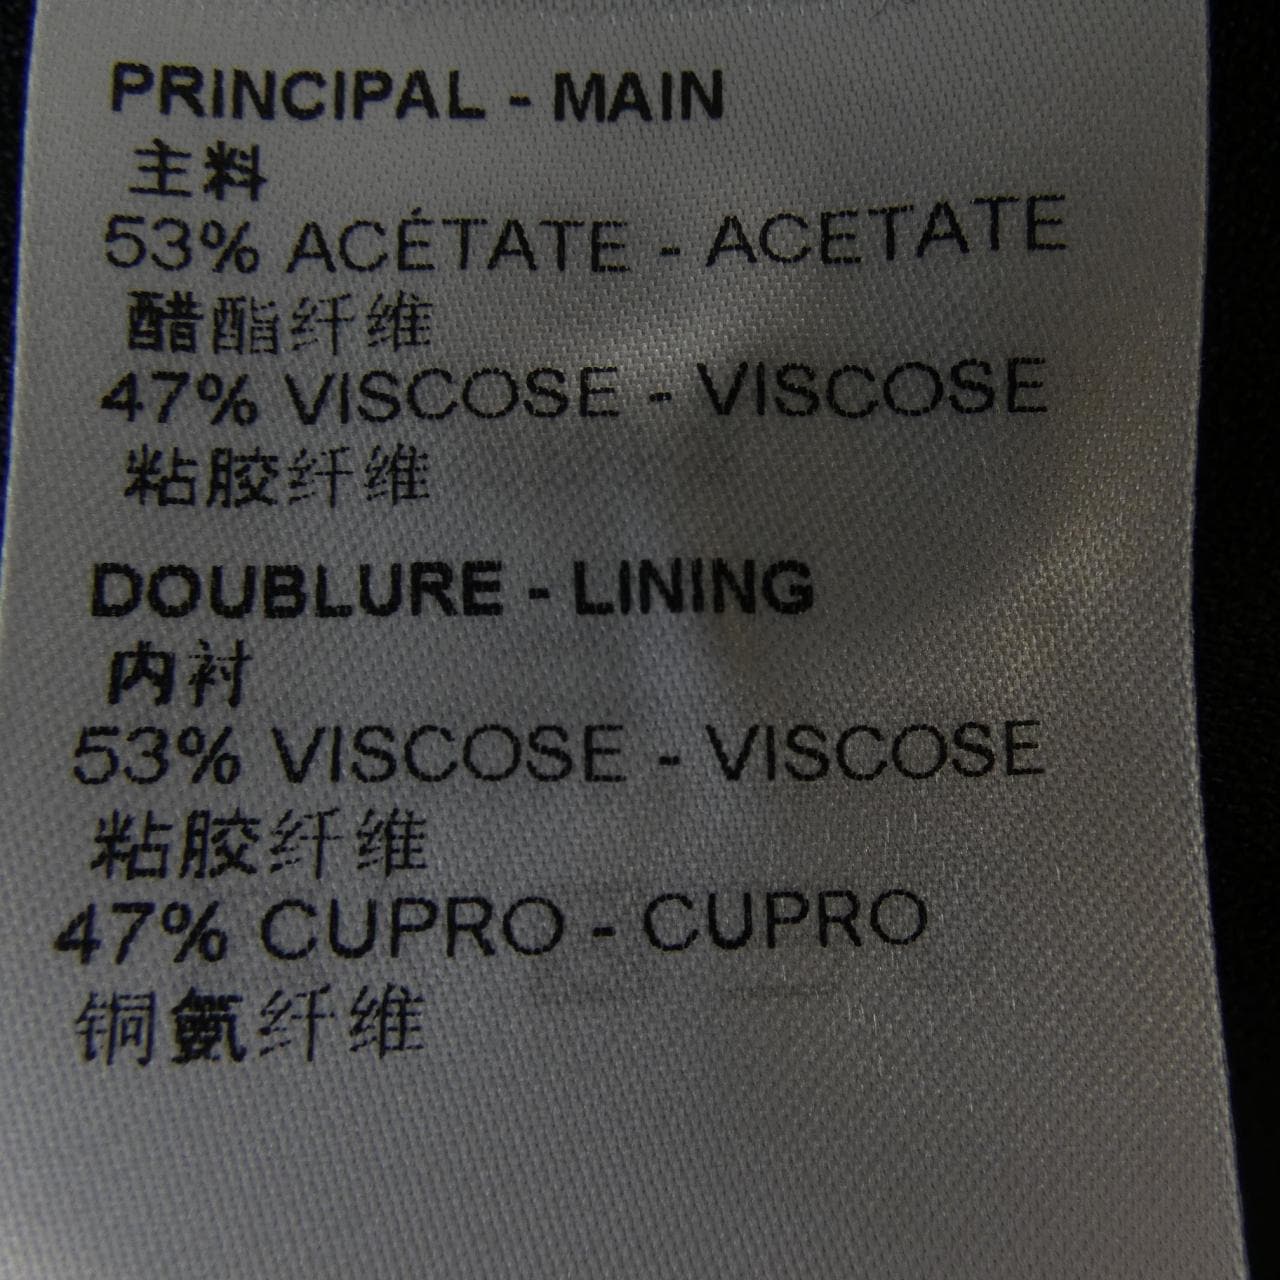 PRINCIPAL - MAIN
主料
53% ACÉTATE - ACETATE
醋酯纤维
47% VISCOSE - VISCOSE
粘胶纤维
DOUBLURE - LINING
内衬
53% VISCOSE - VISCOSE
粘胶纤维
47% CUPRO - CUPRO
铜氨纤维